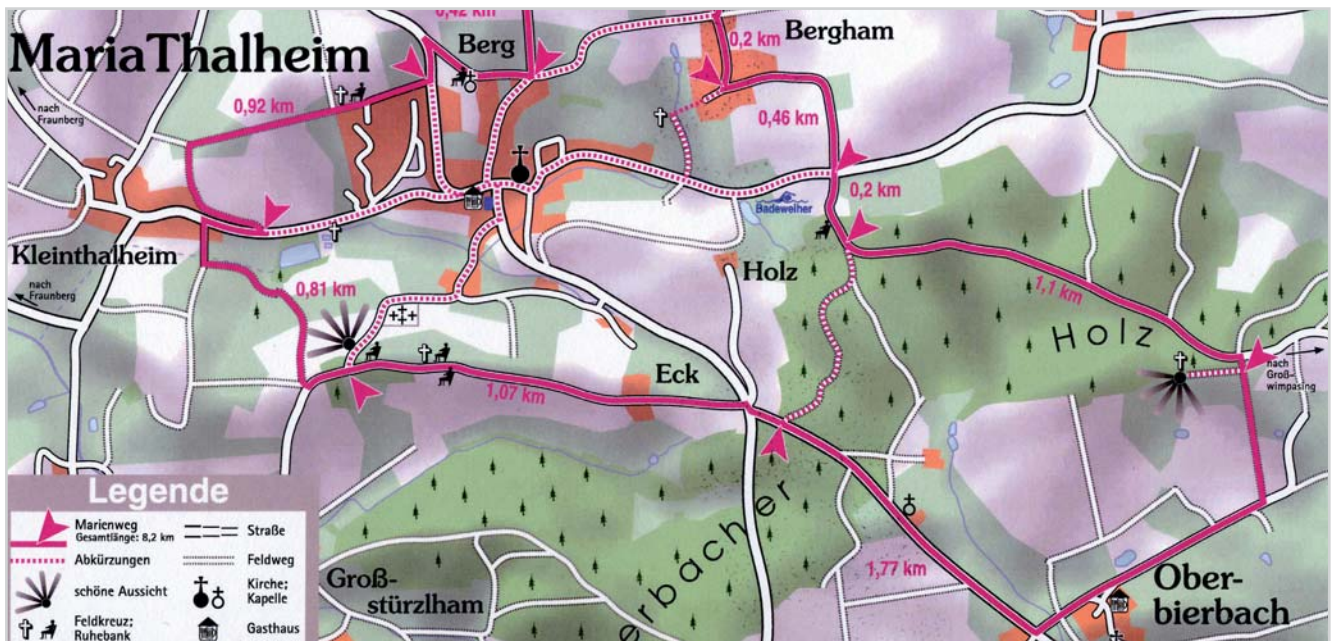 0,42 km
MariaThalheim
Berg
0,2 km
Bergham
nach
Fraunberg
0,92 km
0,46 km
0,2 km
Badeweiher
Kleinthalheim
nach
Fraunberg
0,81 km
Holz
1,1 km
Holz
nach
Groß-
wimpasing
Eck
1,07 km
erbacher
1,77 km
Groß-
stürzlham
Ober-
bierbach
Legende
Marienweg
Gesamtlänge: 8,2 km
Straße
Abkürzungen
Feldweg
schöne Aussicht
Kirche;
Kapelle
Feldkreuz;
Ruhebank
Gasthaus